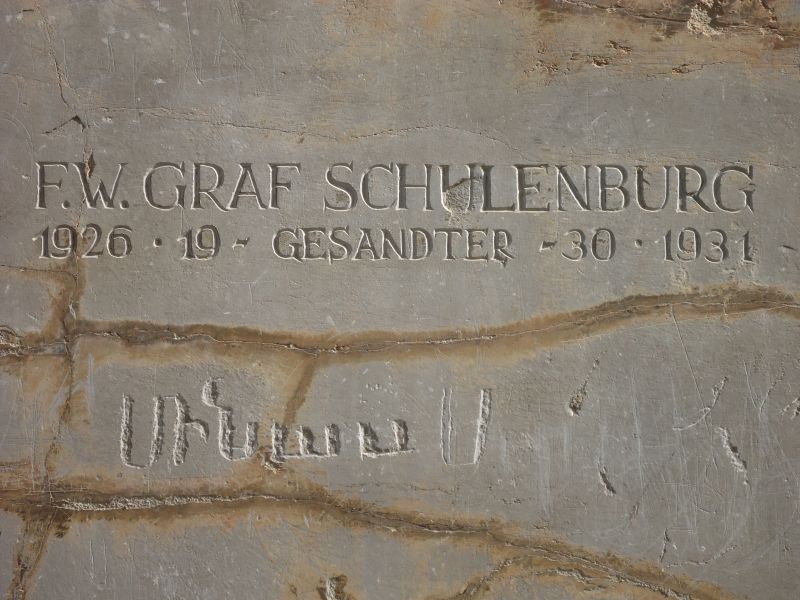 F.W. GRAF SCHULENBURG
1926 · 19 - GESANDTER - 30 · 1931